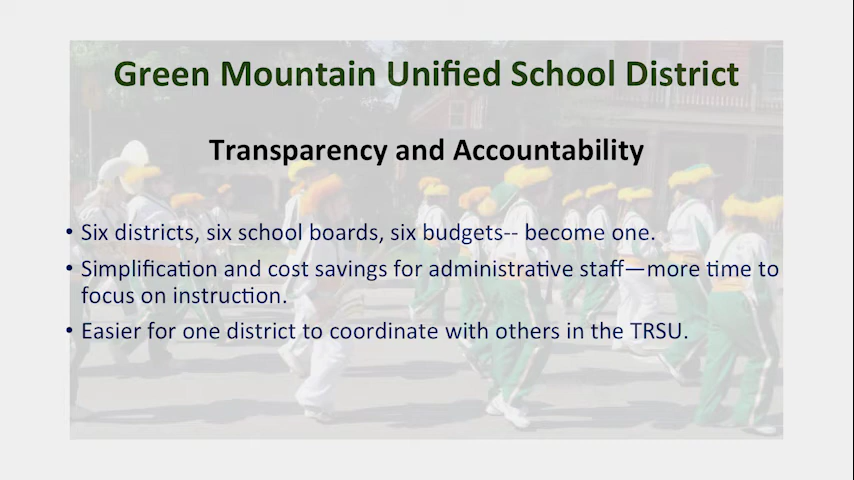 Green Mountain Unified School District
Transparency and Accountability
• Six districts, six school boards, six budgets-- become one.
• Simplification and cost savings for administrative staff—more time to
focus on instruction.
• Easier for one district to coordinate with others in the TRSU.